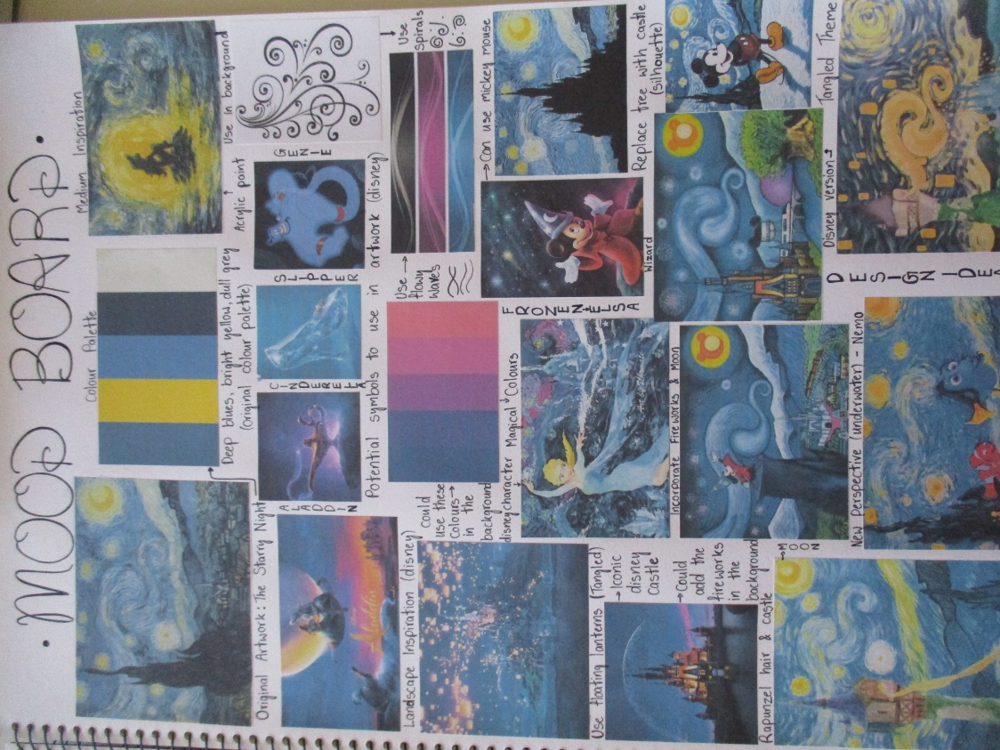 • MOOD BOARD •
Original Artwork: The Starry Night
Colour Palette
Deep blues, bright yellow, dull grey
(original colour palette)
Medium Inspiration
Acrylic paint
Use in background
ALADDIN
CINDERELLA
SLIPPER
GENIE
Potential symbols to use in artwork (disney)
Aladdin
Landscape Inspiration (disney)
Could
use these
Colours→
in the
background
Use →
flowy
waves
Use
Spirals
disney character Magical Colours
FROZEN ELSA
→Can use mickey mouse
Wizard
Replace tree with castle
(silhouette)
Use floating lanterns (Tangled)
→Iconic
disney
Castle
→Could
add the
fireworks
in the
background
Incorporate Fireworks & Moon
Disney version
Tangled Theme
Rapunzel hair & castle
→MOON
New Perspective (underwater) - Nemo
DESIGN IDEA